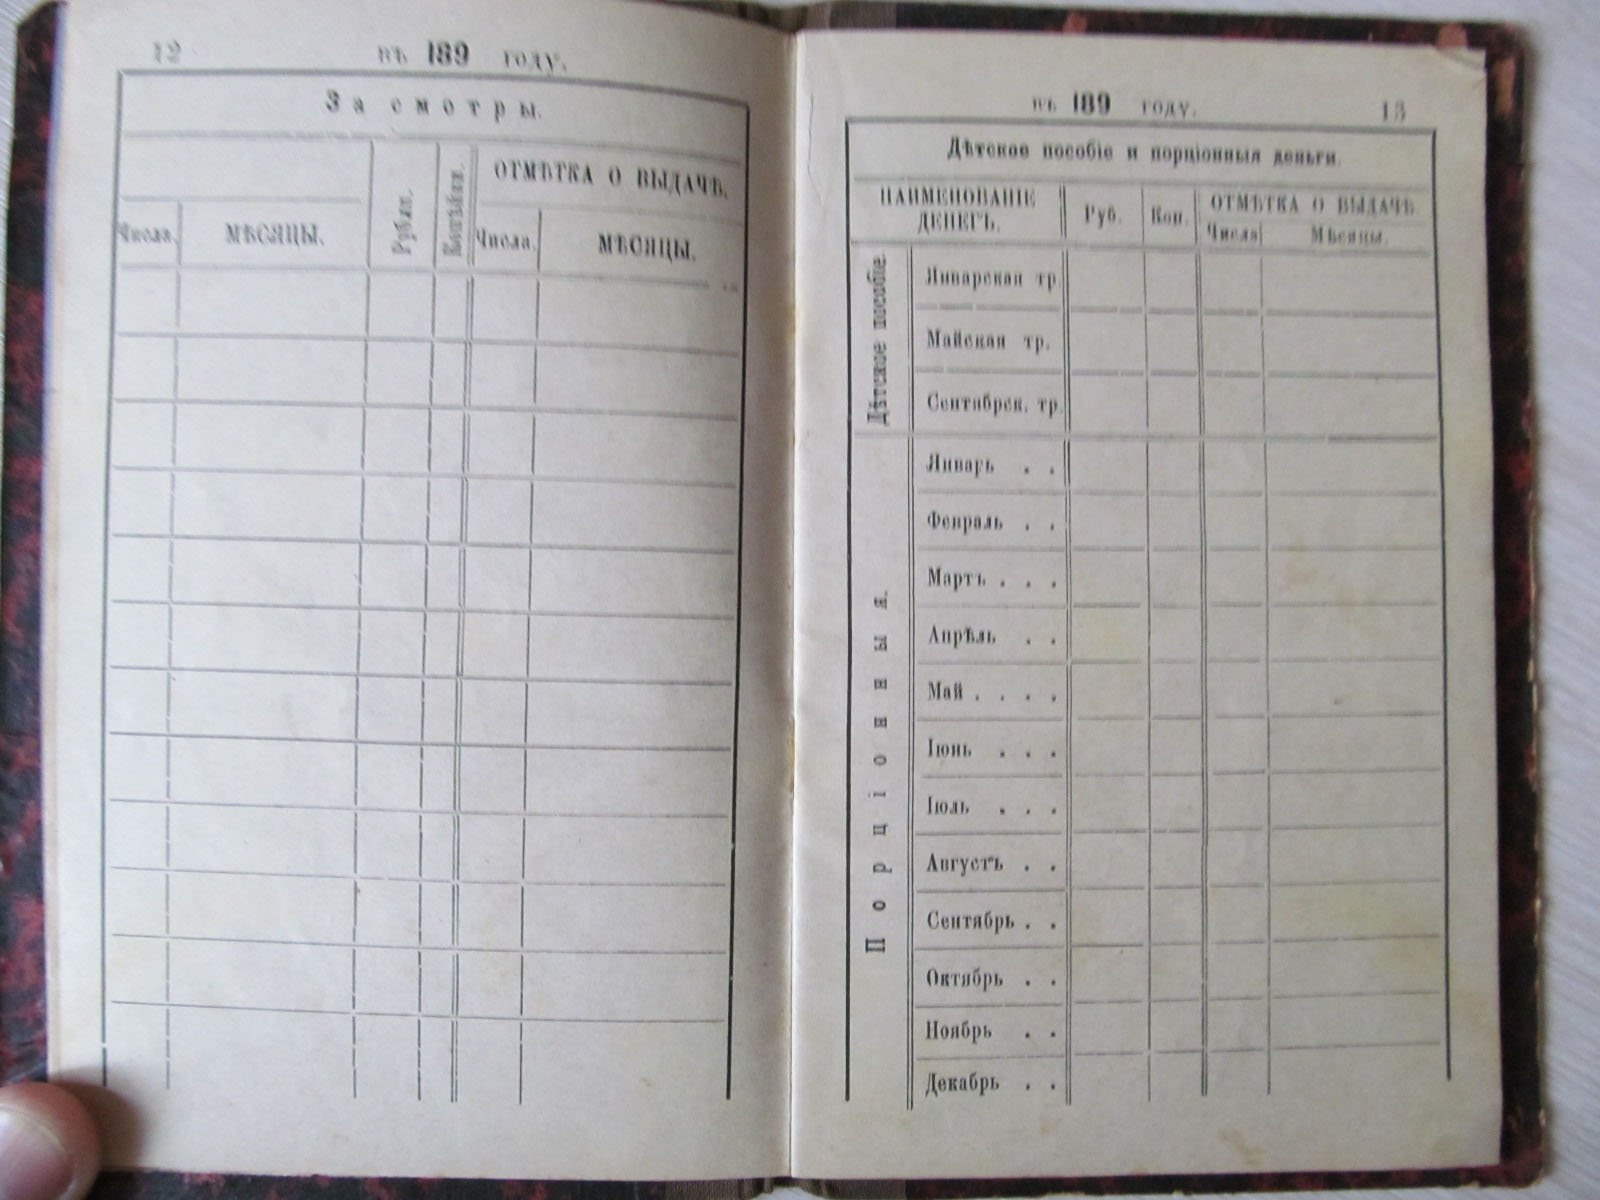 12
въ 189 году.
За смотры.
Числа.
МѢСЯЦЫ.
Рубли.
Копѣйки.
ОТМѢТКА О ВЫДАЧѢ.
Числа.
МѢСЯЦЫ.
въ 189 году.
13
Дѣтское пособіе и порціонныя деньги.
НАИМЕНОВАНІЕ
ДЕНЕГЪ.
Руб.
Коп.
ОТМѢТКА О ВЫДАЧѢ.
Числа
Мѣсяцы.
Дѣтское пособіе.
Январская тр
Майская тр.
Сентябрск. тр.
Порціонныя.
Январь . .
Февраль . .
Мартъ . . .
Апрѣль . .
Май . . . .
Іюнь . . .
Іюль . . .
Августъ . .
Сентябрь . .
Октябрь . .
Ноябрь . .
Декабрь . .